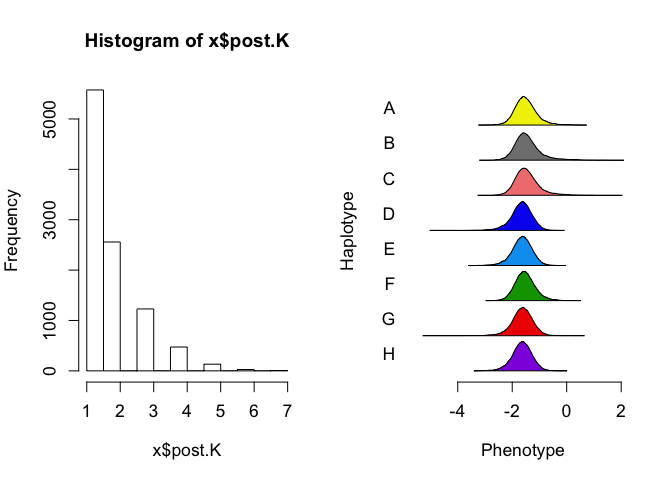 Histogram of x$post.K
Frequency
0
1000
3000
5000
1 2 3 4 5 6 7
x$post.K
Haplotype
A
B
C
D
E
F
G
H
-4 -2 0 2
Phenotype